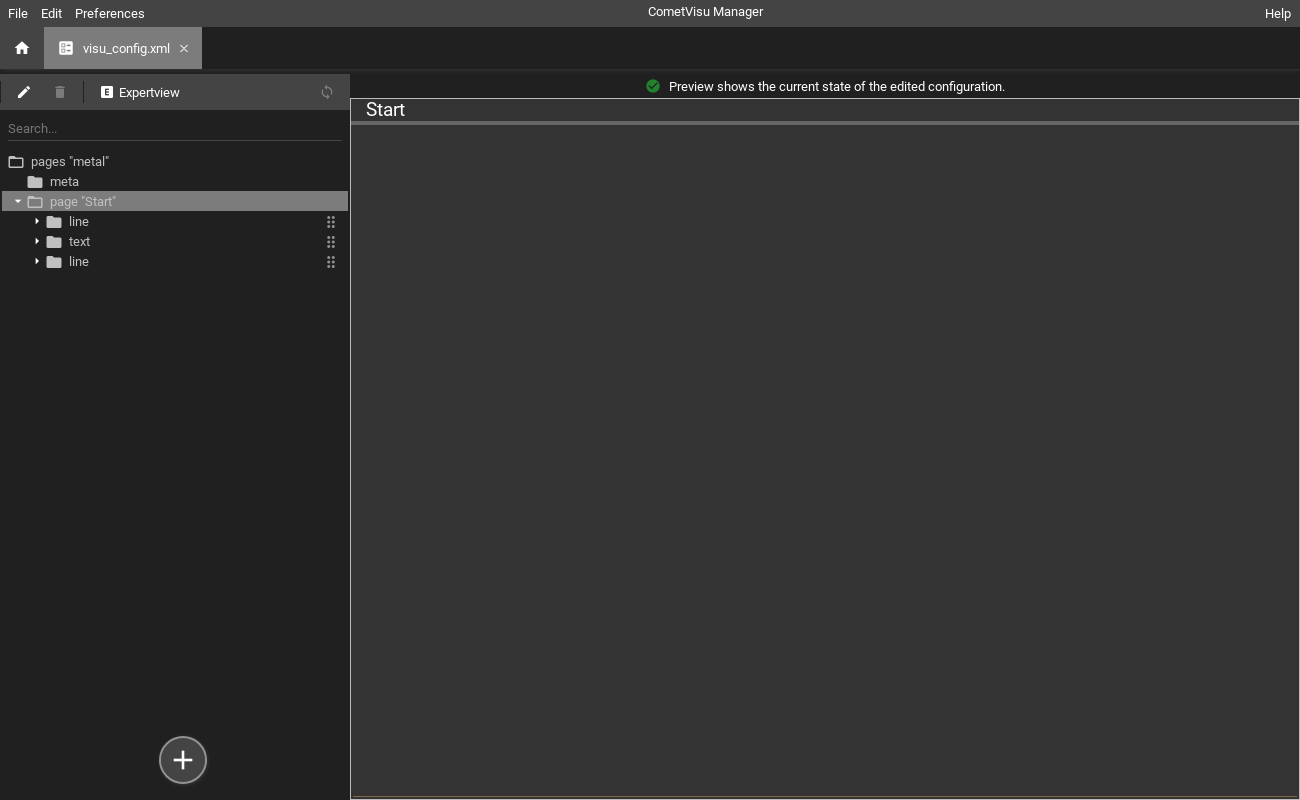 File Edit Preferences CometVisu Manager Help
visu_config.xml
E Expertview
Preview shows the current state of the edited configuration.
Search...
Start
pages "metal"
meta
page "Start"
line
text
line